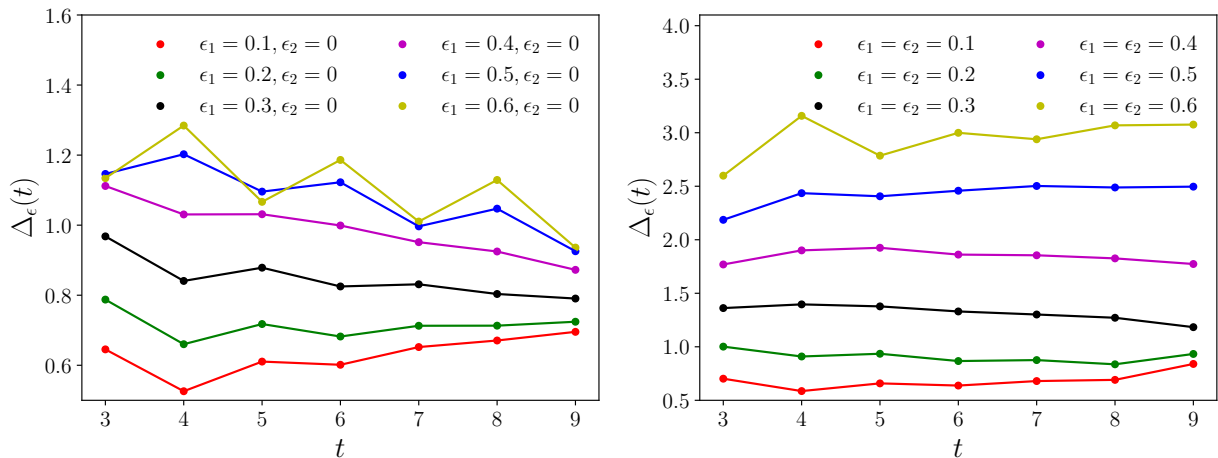 1.6
1.4
1.2
1.0
0.8
0.6
Δ_ϵ(t)
ϵ₁ = 0.1, ϵ₂ = 0
ϵ₁ = 0.2, ϵ₂ = 0
ϵ₁ = 0.3, ϵ₂ = 0
ϵ₁ = 0.4, ϵ₂ = 0
ϵ₁ = 0.5, ϵ₂ = 0
ϵ₁ = 0.6, ϵ₂ = 0
3 4 5 6 7 8 9
t
4.0
3.5
3.0
2.5
2.0
1.5
1.0
0.5
Δ_ϵ(t)
ϵ₁ = ϵ₂ = 0.1
ϵ₁ = ϵ₂ = 0.2
ϵ₁ = ϵ₂ = 0.3
ϵ₁ = ϵ₂ = 0.4
ϵ₁ = ϵ₂ = 0.5
ϵ₁ = ϵ₂ = 0.6
3 4 5 6 7 8 9
t